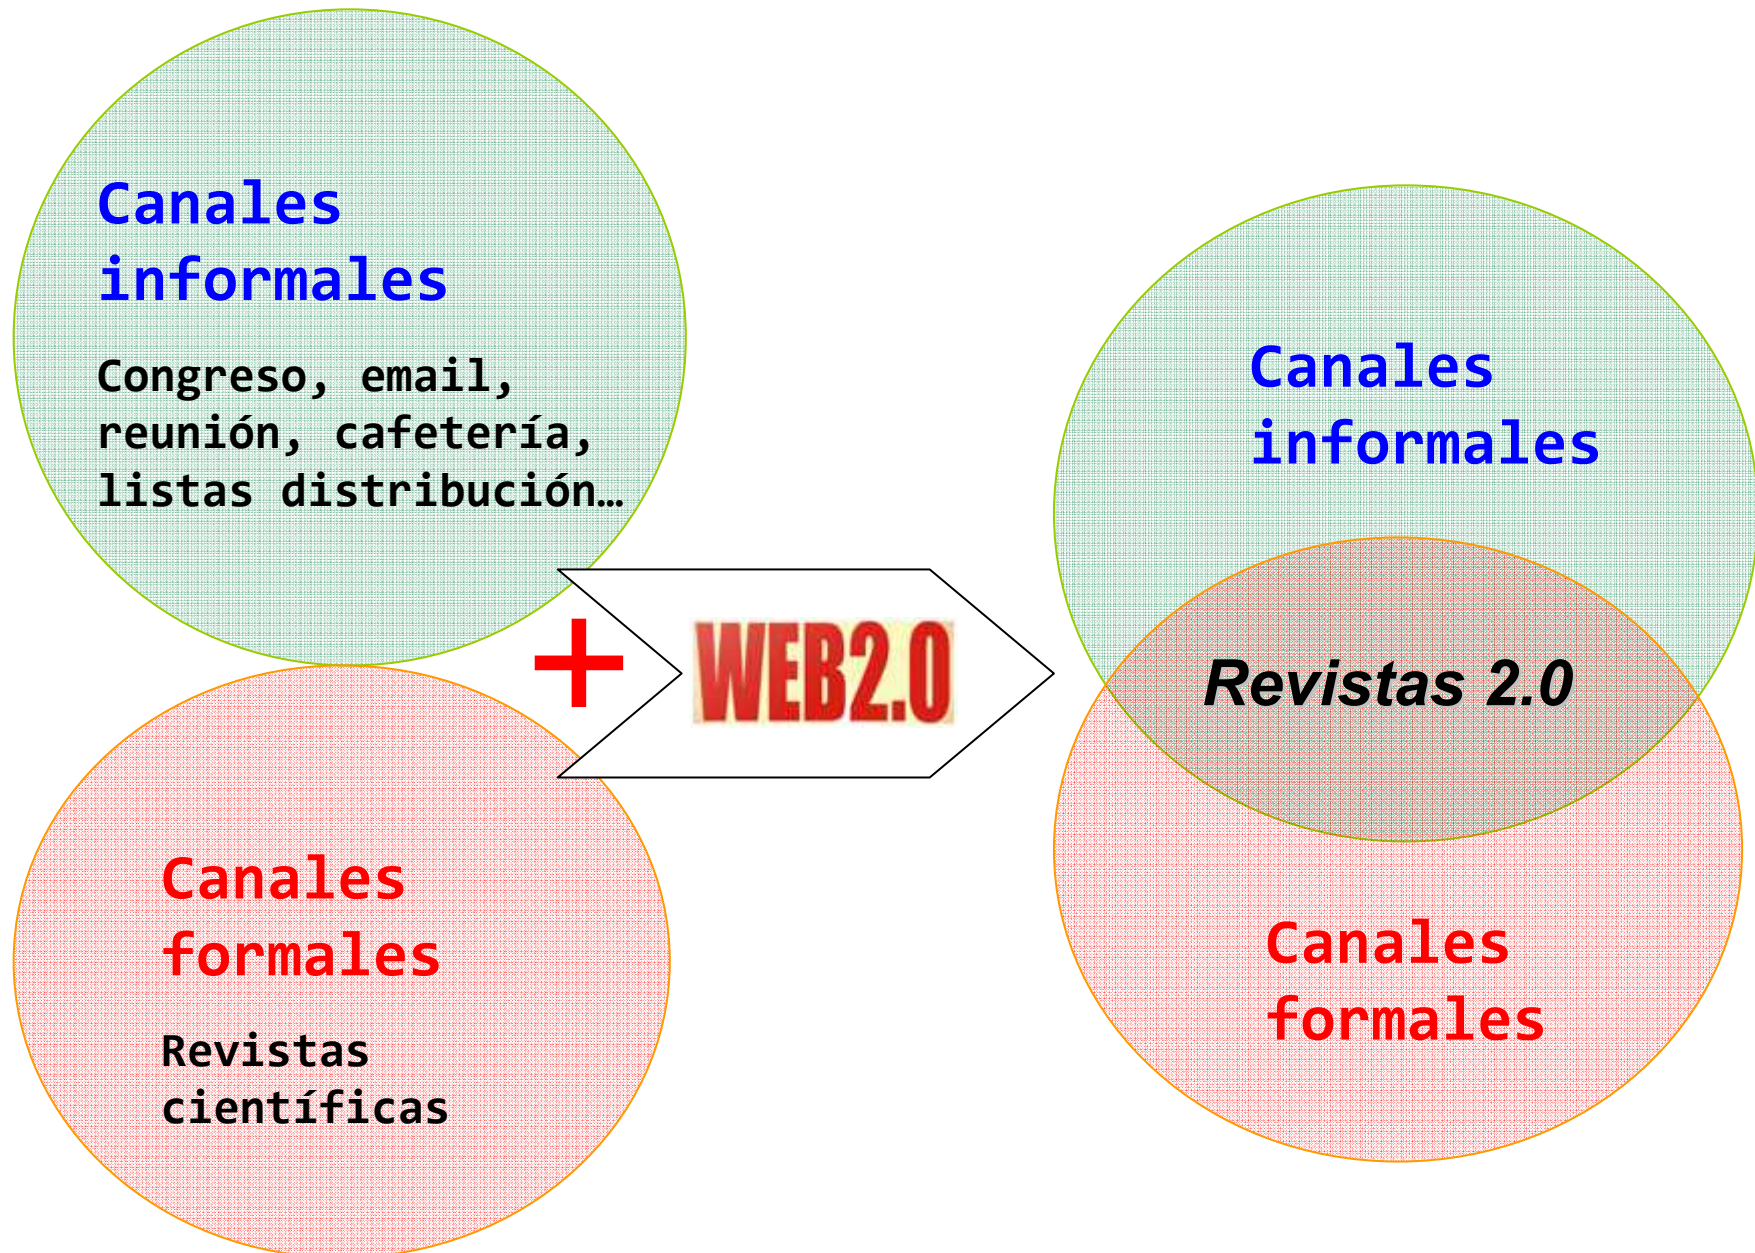 Canales
informales
Congreso, email,
reunión, cafetería,
listas distribución…
+
WEB2.0
Canales
formales
Revistas
científicas
Canales
informales
Revistas 2.0
Canales
formales